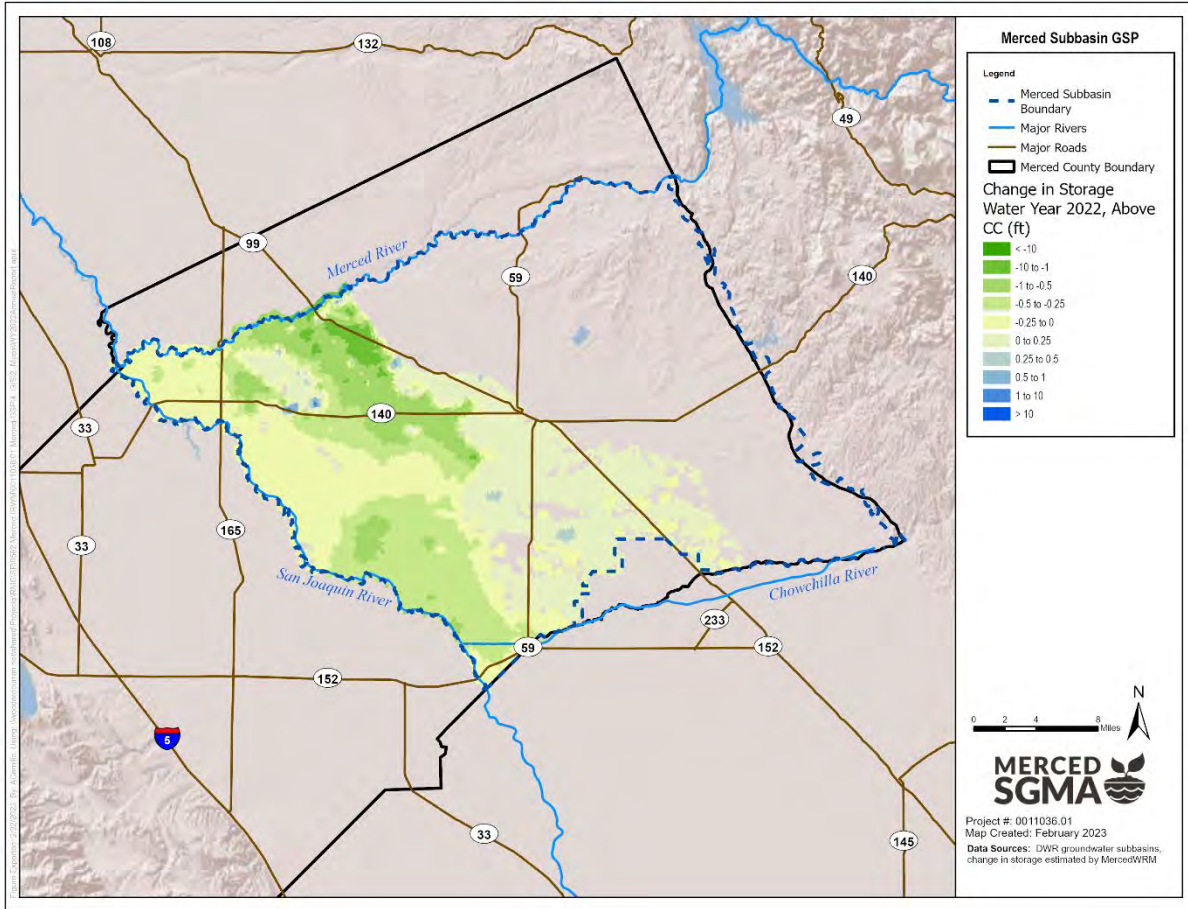 108
132
49
99
59
140
Merced River
33
140
165
33
San Joaquin River
Chowchilla River
233
59
152
152
5
33
145
Merced Subbasin GSP
Legend
Merced Subbasin
Boundary
Major Rivers
Major Roads
Merced County Boundary
Change in Storage
Water Year 2022, Above
CC (ft)
< -10
-10 to -1
-1 to -0.5
-0.5 to -0.25
-0.25 to 0
0 to 0.25
0.25 to 0.5
0.5 to 1
1 to 10
> 10
N
0 2 4 8
Miles
MERCED
SGMA
Project #: 0011036.01
Map Created: February 2023
Data Sources: DWR groundwater subbasins,
change in storage estimated by MercedWRM